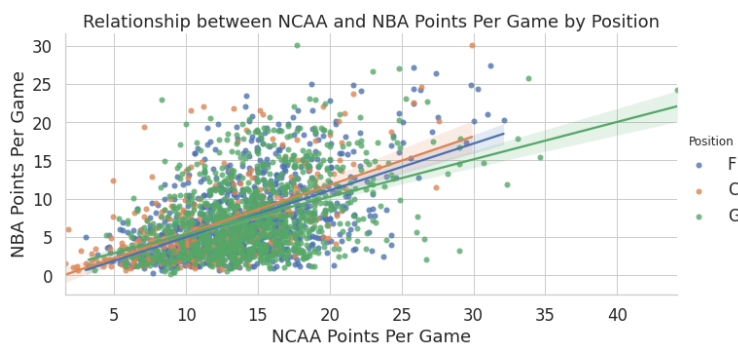 Relationship between NCAA and NBA Points Per Game by Position
NBA Points Per Game
30
25
20
15
10
5
0
5 10 15 20 25 30 35 40
NCAA Points Per Game
Position
F
C
G